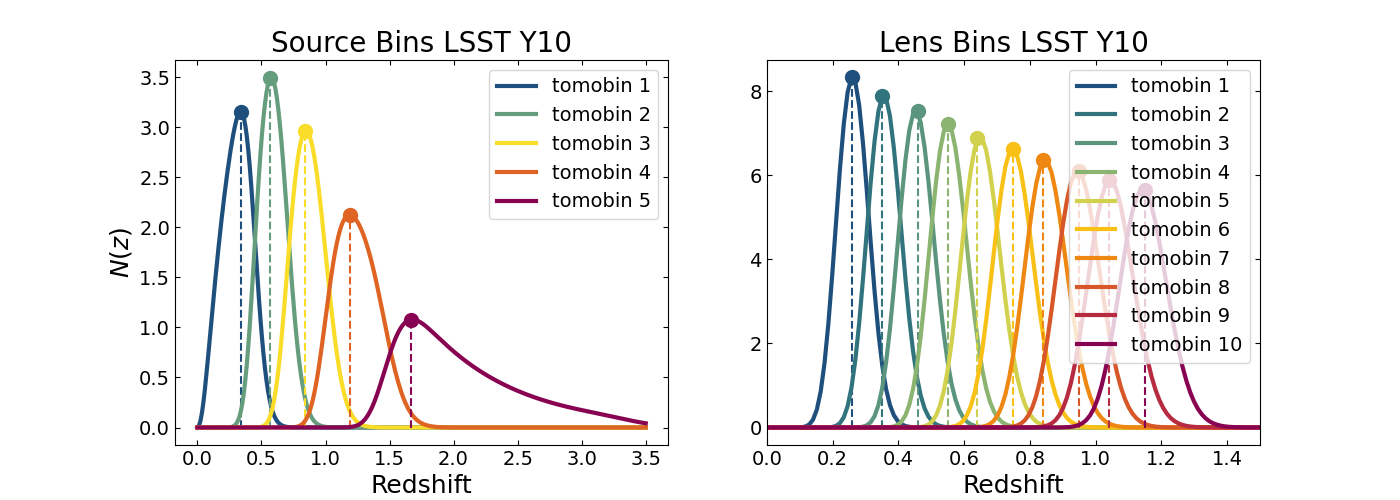 Source Bins LSST Y10
N(z)
3.5
3.0
2.5
2.0
1.5
1.0
0.5
0.0
tomobin 1
tomobin 2
tomobin 3
tomobin 4
tomobin 5
0.0 0.5 1.0 1.5 2.0 2.5 3.0 3.5
Redshift
Lens Bins LSST Y10
8
6
4
2
0
tomobin 1
tomobin 2
tomobin 3
tomobin 4
tomobin 5
tomobin 6
tomobin 7
tomobin 8
tomobin 9
tomobin 10
0.0 0.2 0.4 0.6 0.8 1.0 1.2 1.4
Redshift